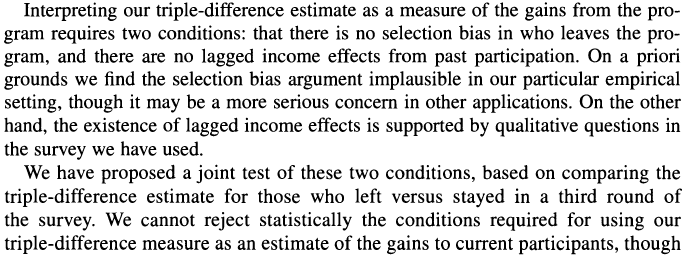 Interpreting our triple-difference estimate as a measure of the gains from the pro-
gram requires two conditions: that there is no selection bias in who leaves the pro-
gram, and there are no lagged income effects from past participation. On a priori
grounds we find the selection bias argument implausible in our particular empirical
setting, though it may be a more serious concern in other applications. On the other
hand, the existence of lagged income effects is supported by qualitative questions in
the survey we have used.
We have proposed a joint test of these two conditions, based on comparing the
triple-difference estimate for those who left versus stayed in a third round of
the survey. We cannot reject statistically the conditions required for using our
triple-difference measure as an estimate of the gains to current participants, though